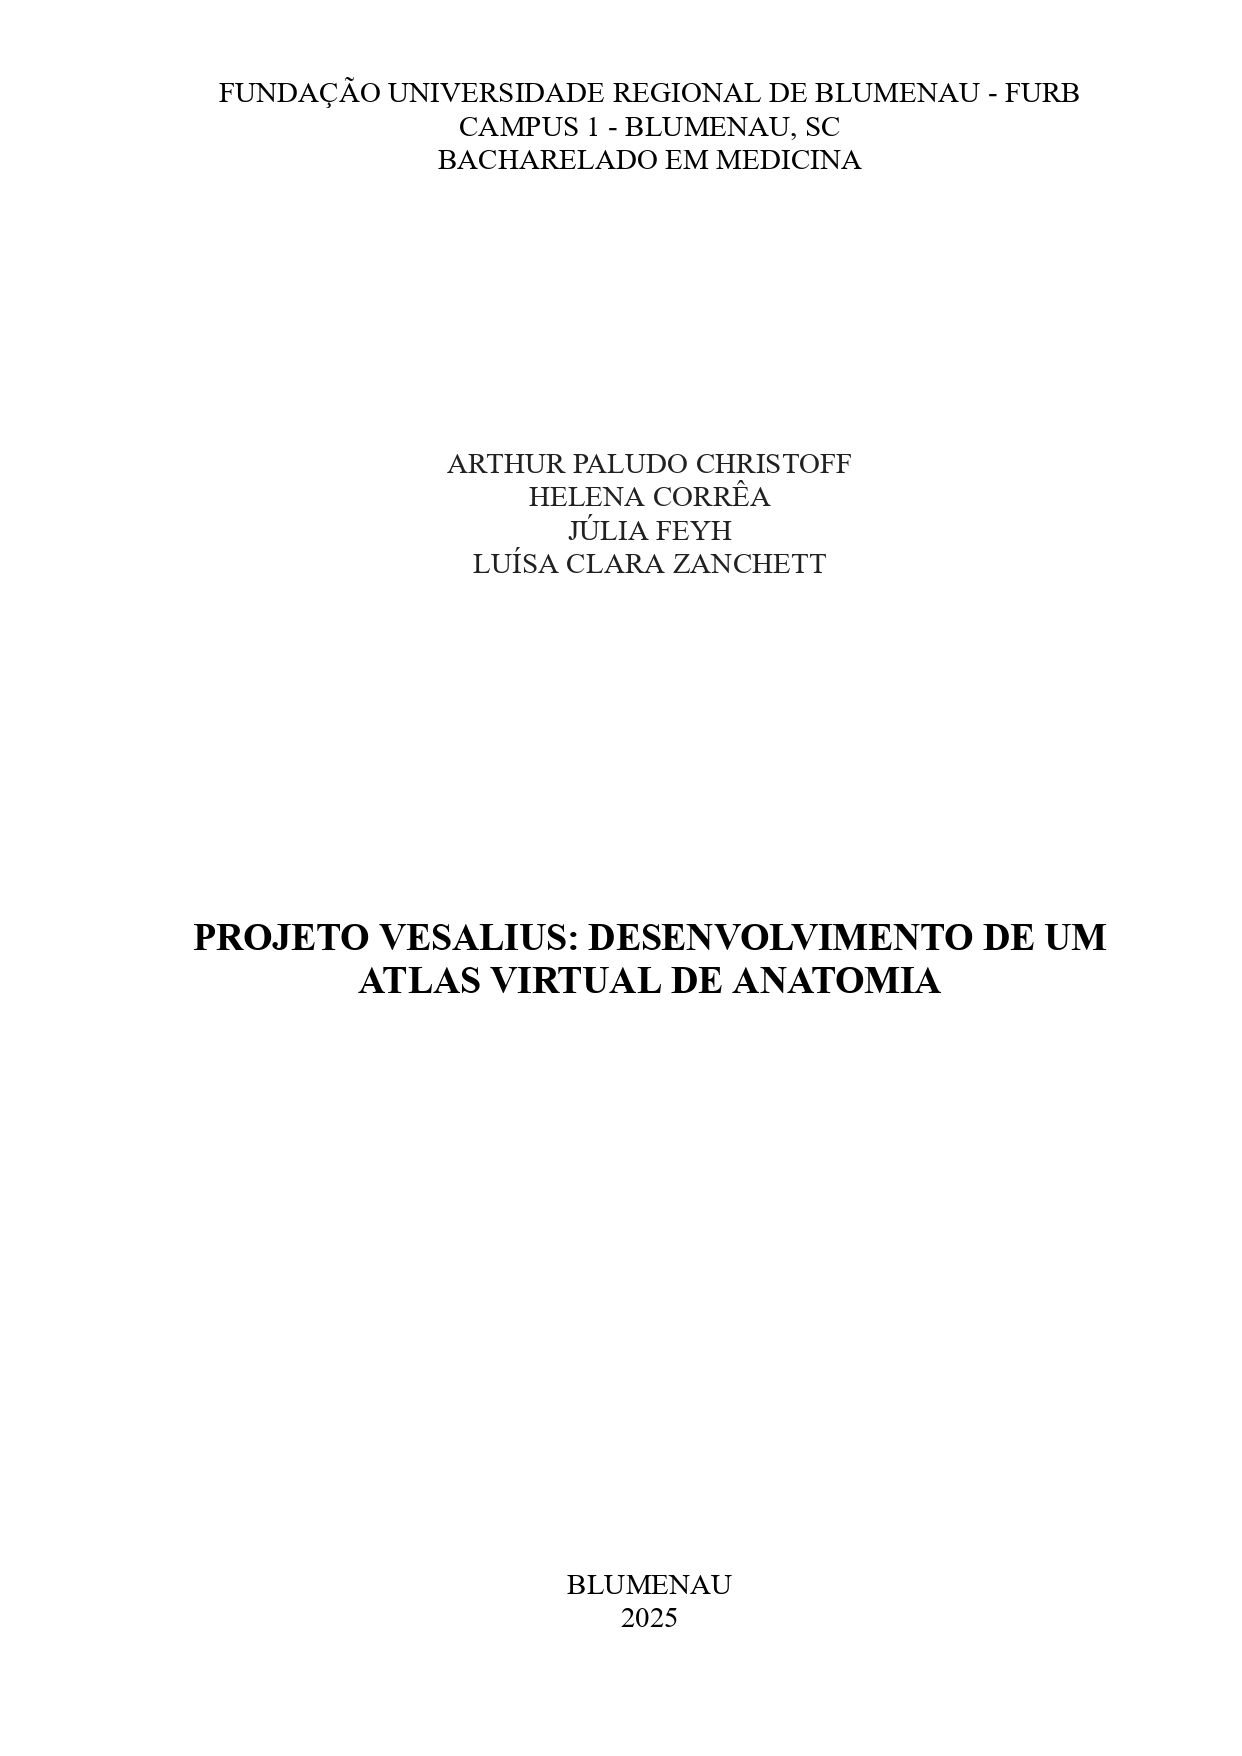 FUNDAÇÃO UNIVERSIDADE REGIONAL DE BLUMENAU - FURB
CAMPUS 1 - BLUMENAU, SC
BACHARELADO EM MEDICINA
ARTHUR PALUDO CHRISTOFF
HELENA CORRÊA
JÚLIA FEYH
LUÍSA CLARA ZANCHETT
PROJETO VESALIUS: DESENVOLVIMENTO DE UM
ATLAS VIRTUAL DE ANATOMIA
BLUMENAU
2025